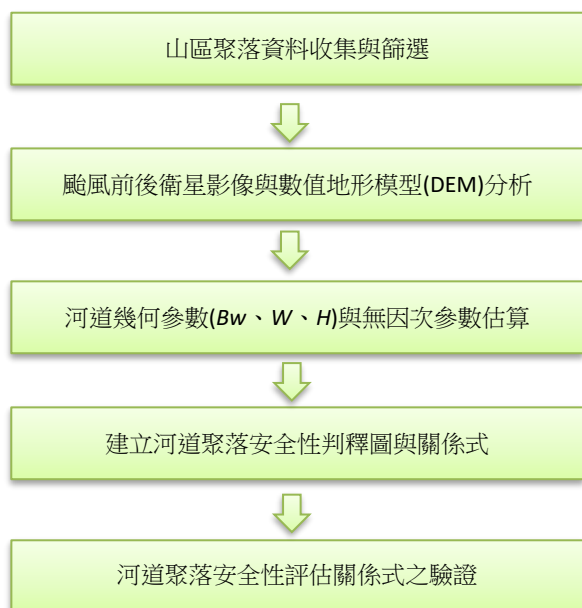 山區聚落資料收集與篩選
颱風前後衛星影像與數值地形模型(DEM)分析
河道幾何參數(Bw、W、H)與無因次參數估算
建立河道聚落安全性判釋圖與關係式
河道聚落安全性評估關係式之驗證